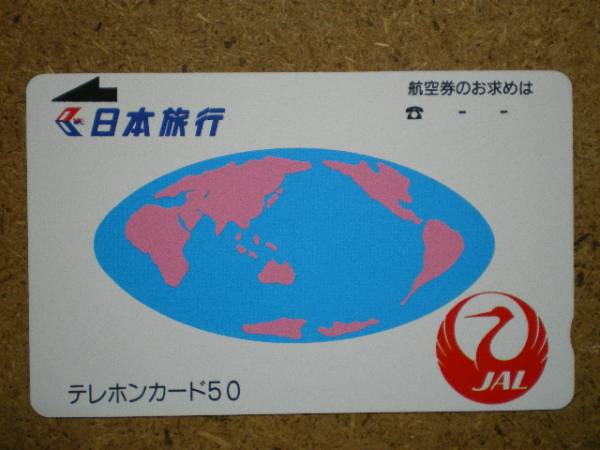 航空券のお求めは
日本旅行
☎ - -
JAL
テレホンカード50